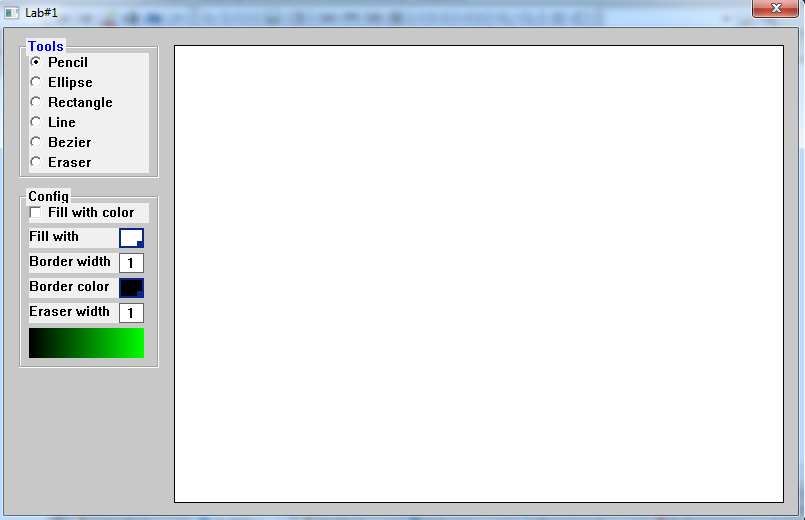 Lab#1
Tools
Pencil
Ellipse
Rectangle
Line
Bezier
Eraser
Config
Fill with color
Fill with
Border width 1
Border color
Eraser width 1